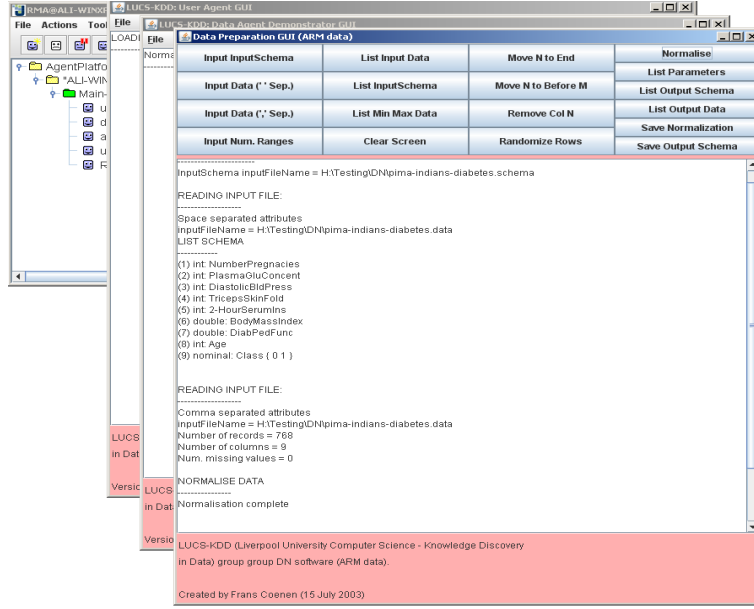 RMA@ALI-WINXP
File Actions Tool
AgentPlatfo
*ALI-WIN
Main-
u
d
a
u
R
LUCS-KDD: User Agent GUI
File
LOADI
LUCS
in Dat
Versic
LUCS-KDD: Data Agent Demonstrator GUI
File
Norma
LUCS
in Data
Versio
Data Preparation GUI (ARM data)
Input InputSchema List Input Data Move N to End Normalise
List Parameters
Input Data (' ' Sep.) List InputSchema Move N to Before M List Output Schema
Input Data (',' Sep.) List Min Max Data Remove Col N List Output Data
Save Normalization
Input Num. Ranges Clear Screen Randomize Rows Save Output Schema
----------------------
InputSchema inputFileName = H:\Testing\DN\pima-indians-diabetes.schema
READING INPUT FILE:
-------------------
Space separated attributes
inputFileName = H:\Testing\DN\pima-indians-diabetes.data
LIST SCHEMA
------------
(1) int: NumberPregnacies
(2) int: PlasmaGluConcent
(3) int: DiastolicBldPress
(4) int: TricepsSkinFold
(5) int: 2-HourSerumIns
(6) double: BodyMassIndex
(7) double: DiabPedFunc
(8) int: Age
(9) nominal: Class { 0 1 }
READING INPUT FILE:
-------------------
Comma separated attributes
inputFileName = H:\Testing\DN\pima-indians-diabetes.data
Number of records = 768
Number of columns = 9
Num. missing values = 0
NORMALISE DATA
----------------
Normalisation complete
LUCS-KDD (Liverpool University Computer Science - Knowledge Discovery
in Data) group group DN software (ARM data).
Created by Frans Coenen (15 July 2003)